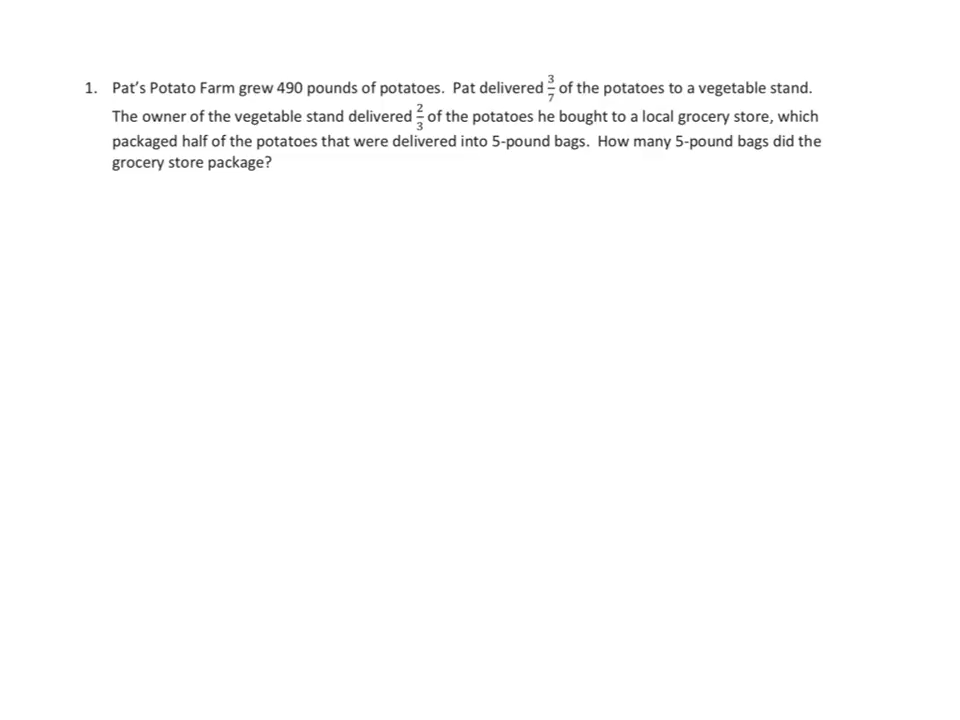 1. Pat's Potato Farm grew 490 pounds of potatoes. Pat delivered 3/7 of the potatoes to a vegetable stand.
The owner of the vegetable stand delivered 2/3 of the potatoes he bought to a local grocery store, which
packaged half of the potatoes that were delivered into 5-pound bags. How many 5-pound bags did the
grocery store package?